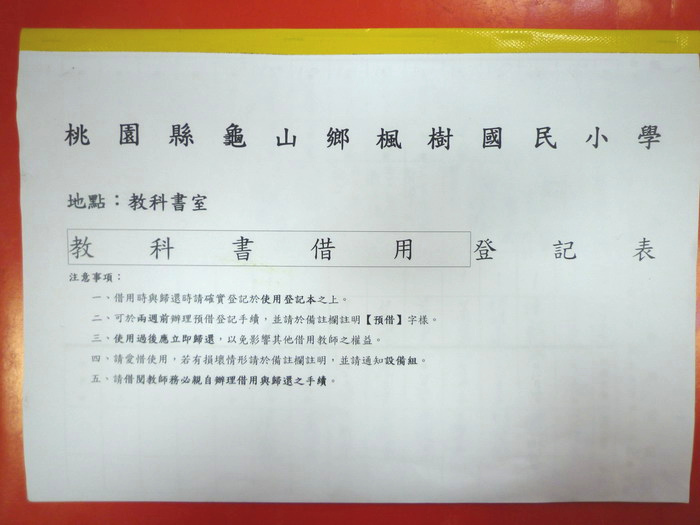 桃園縣龜山鄉楓樹國民小學
地點：教科書室
教科書借用登記表
注意事項：
一、借用時與歸還時請確實登記於使用登記本之上。
二、可於兩週前辦理預借登記手續，並請於備註欄註明【預借】字樣。
三、使用過後應立即歸還，以免影響其他借用教師之權益。
四、請愛惜使用，若有損壞情形請於備註欄註明，並請通知設備組。
五、請借閱教師務必親自辦理借用與歸還之手續。